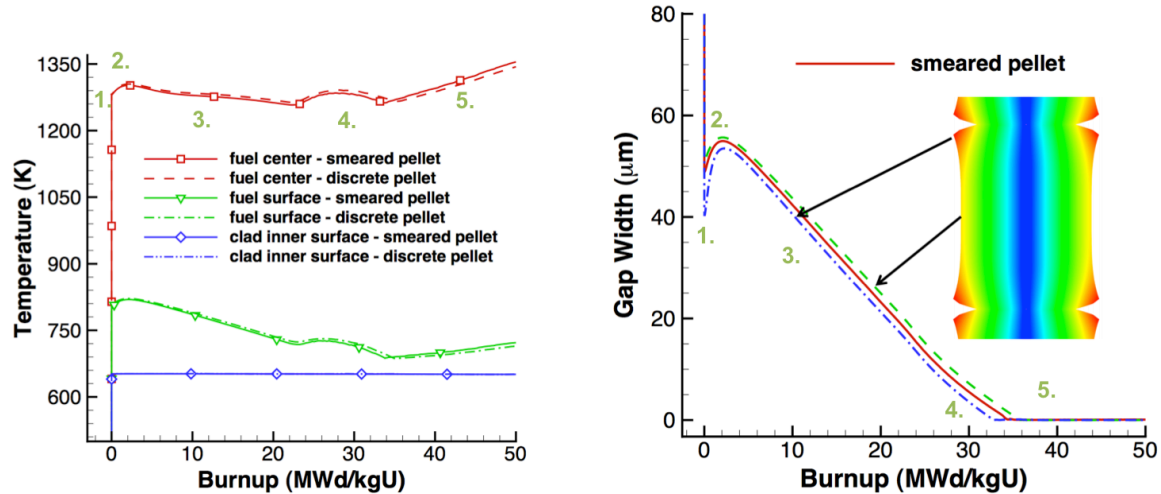 Temperature (K)
1350
1200
1050
900
750
600
1.
2.
3.
4.
5.
fuel center - smeared pellet
fuel center - discrete pellet
fuel surface - smeared pellet
fuel surface - discrete pellet
clad inner surface - smeared pellet
clad inner surface - discrete pellet
0 10 20 30 40 50
Burnup (MWd/kgU)
Gap Width (μm)
80
60
40
20
0
smeared pellet
2.
1.
3.
4.
5.
0 10 20 30 40 50
Burnup (MWd/kgU)